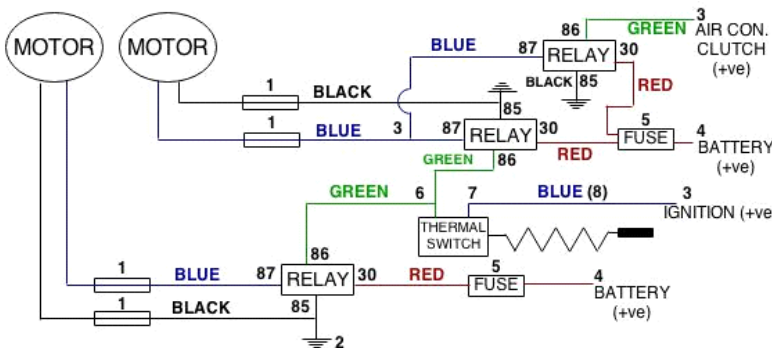 86
GREEN
3
AIR CON.
CLUTCH
(+ve)
MOTOR
MOTOR
BLUE
87
RELAY
30
BLACK
85
RED
1
BLACK
85
1
BLUE
3
87
RELAY
30
RED
5
FUSE
4
BATTERY
(+ve)
GREEN
86
GREEN
6
7
BLUE (8)
3
IGNITION (+ve
THERMAL
SWITCH
86
1
BLUE
87
RELAY
30
RED
5
FUSE
4
BATTERY
(+ve)
1
BLACK
85
2